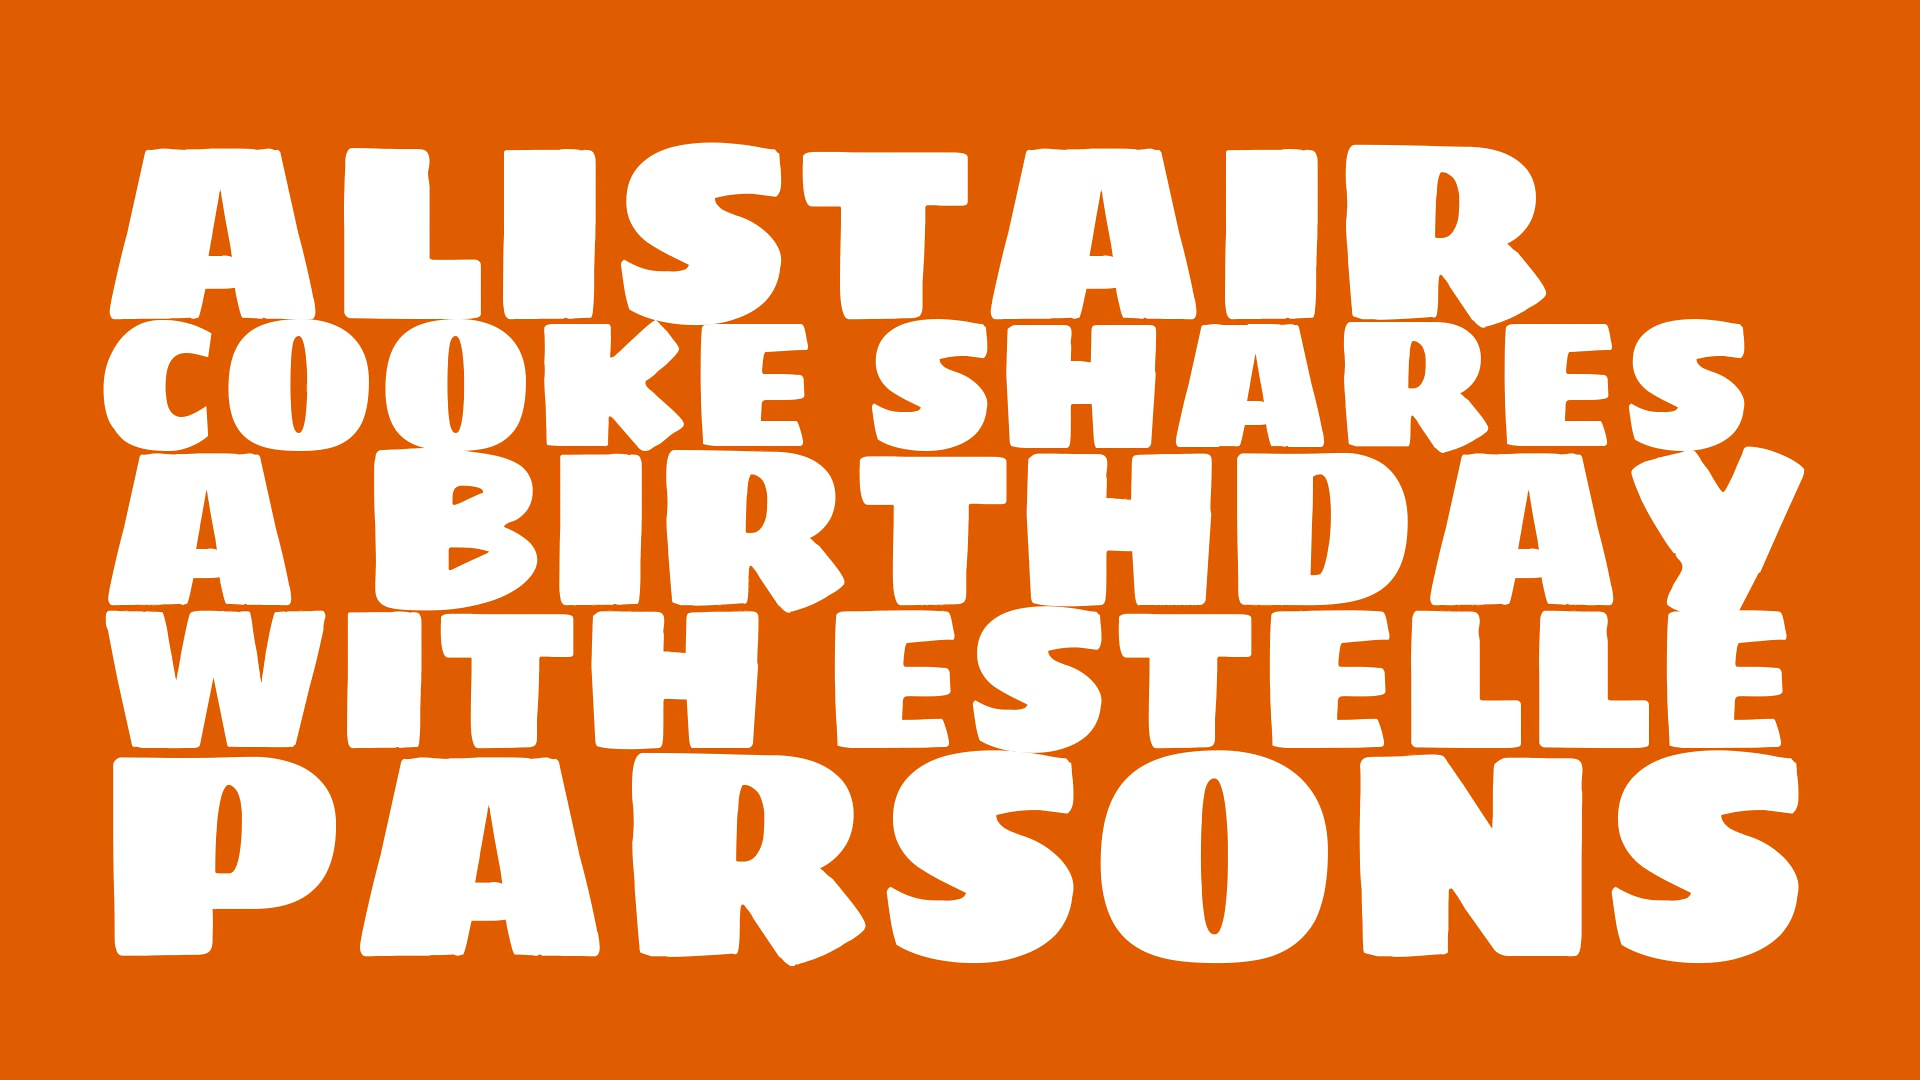 ALISTAIR
COOKE SHARES
A BIRTHDAY
WITH ESTELLE
PARSONS